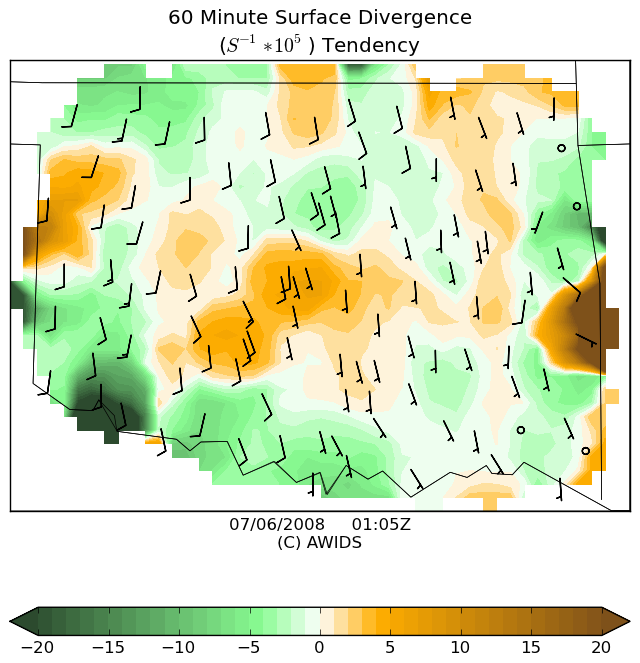 60 Minute Surface Divergence
(S⁻¹ * 10⁵ ) Tendency
07/06/2008 01:05Z
(C) AWIDS
−20 −15 −10 −5 0 5 10 15 20